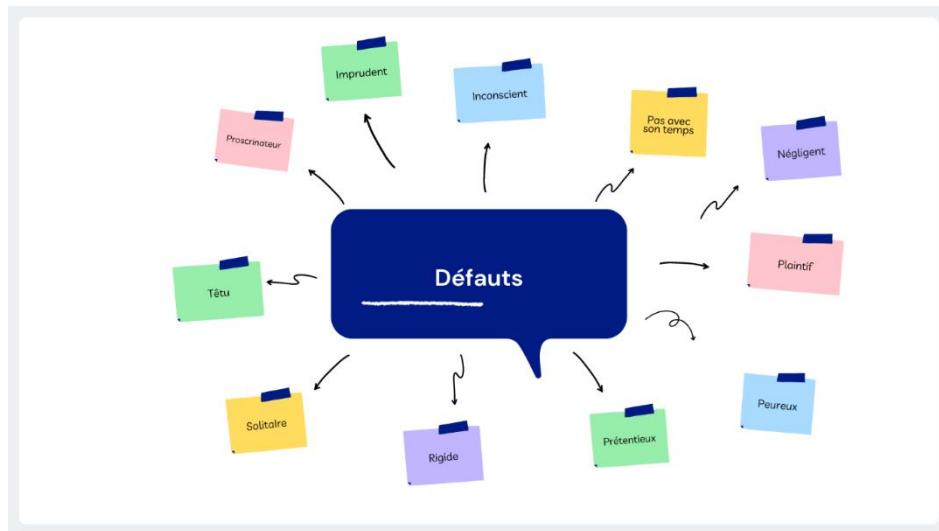 Imprudent
Inconscient
Pas avec
son temps
Négligent
Proscrinateur
Plaintif
Défauts
Têtu
Solitaire
Rigide
Prétentieux
Peureux